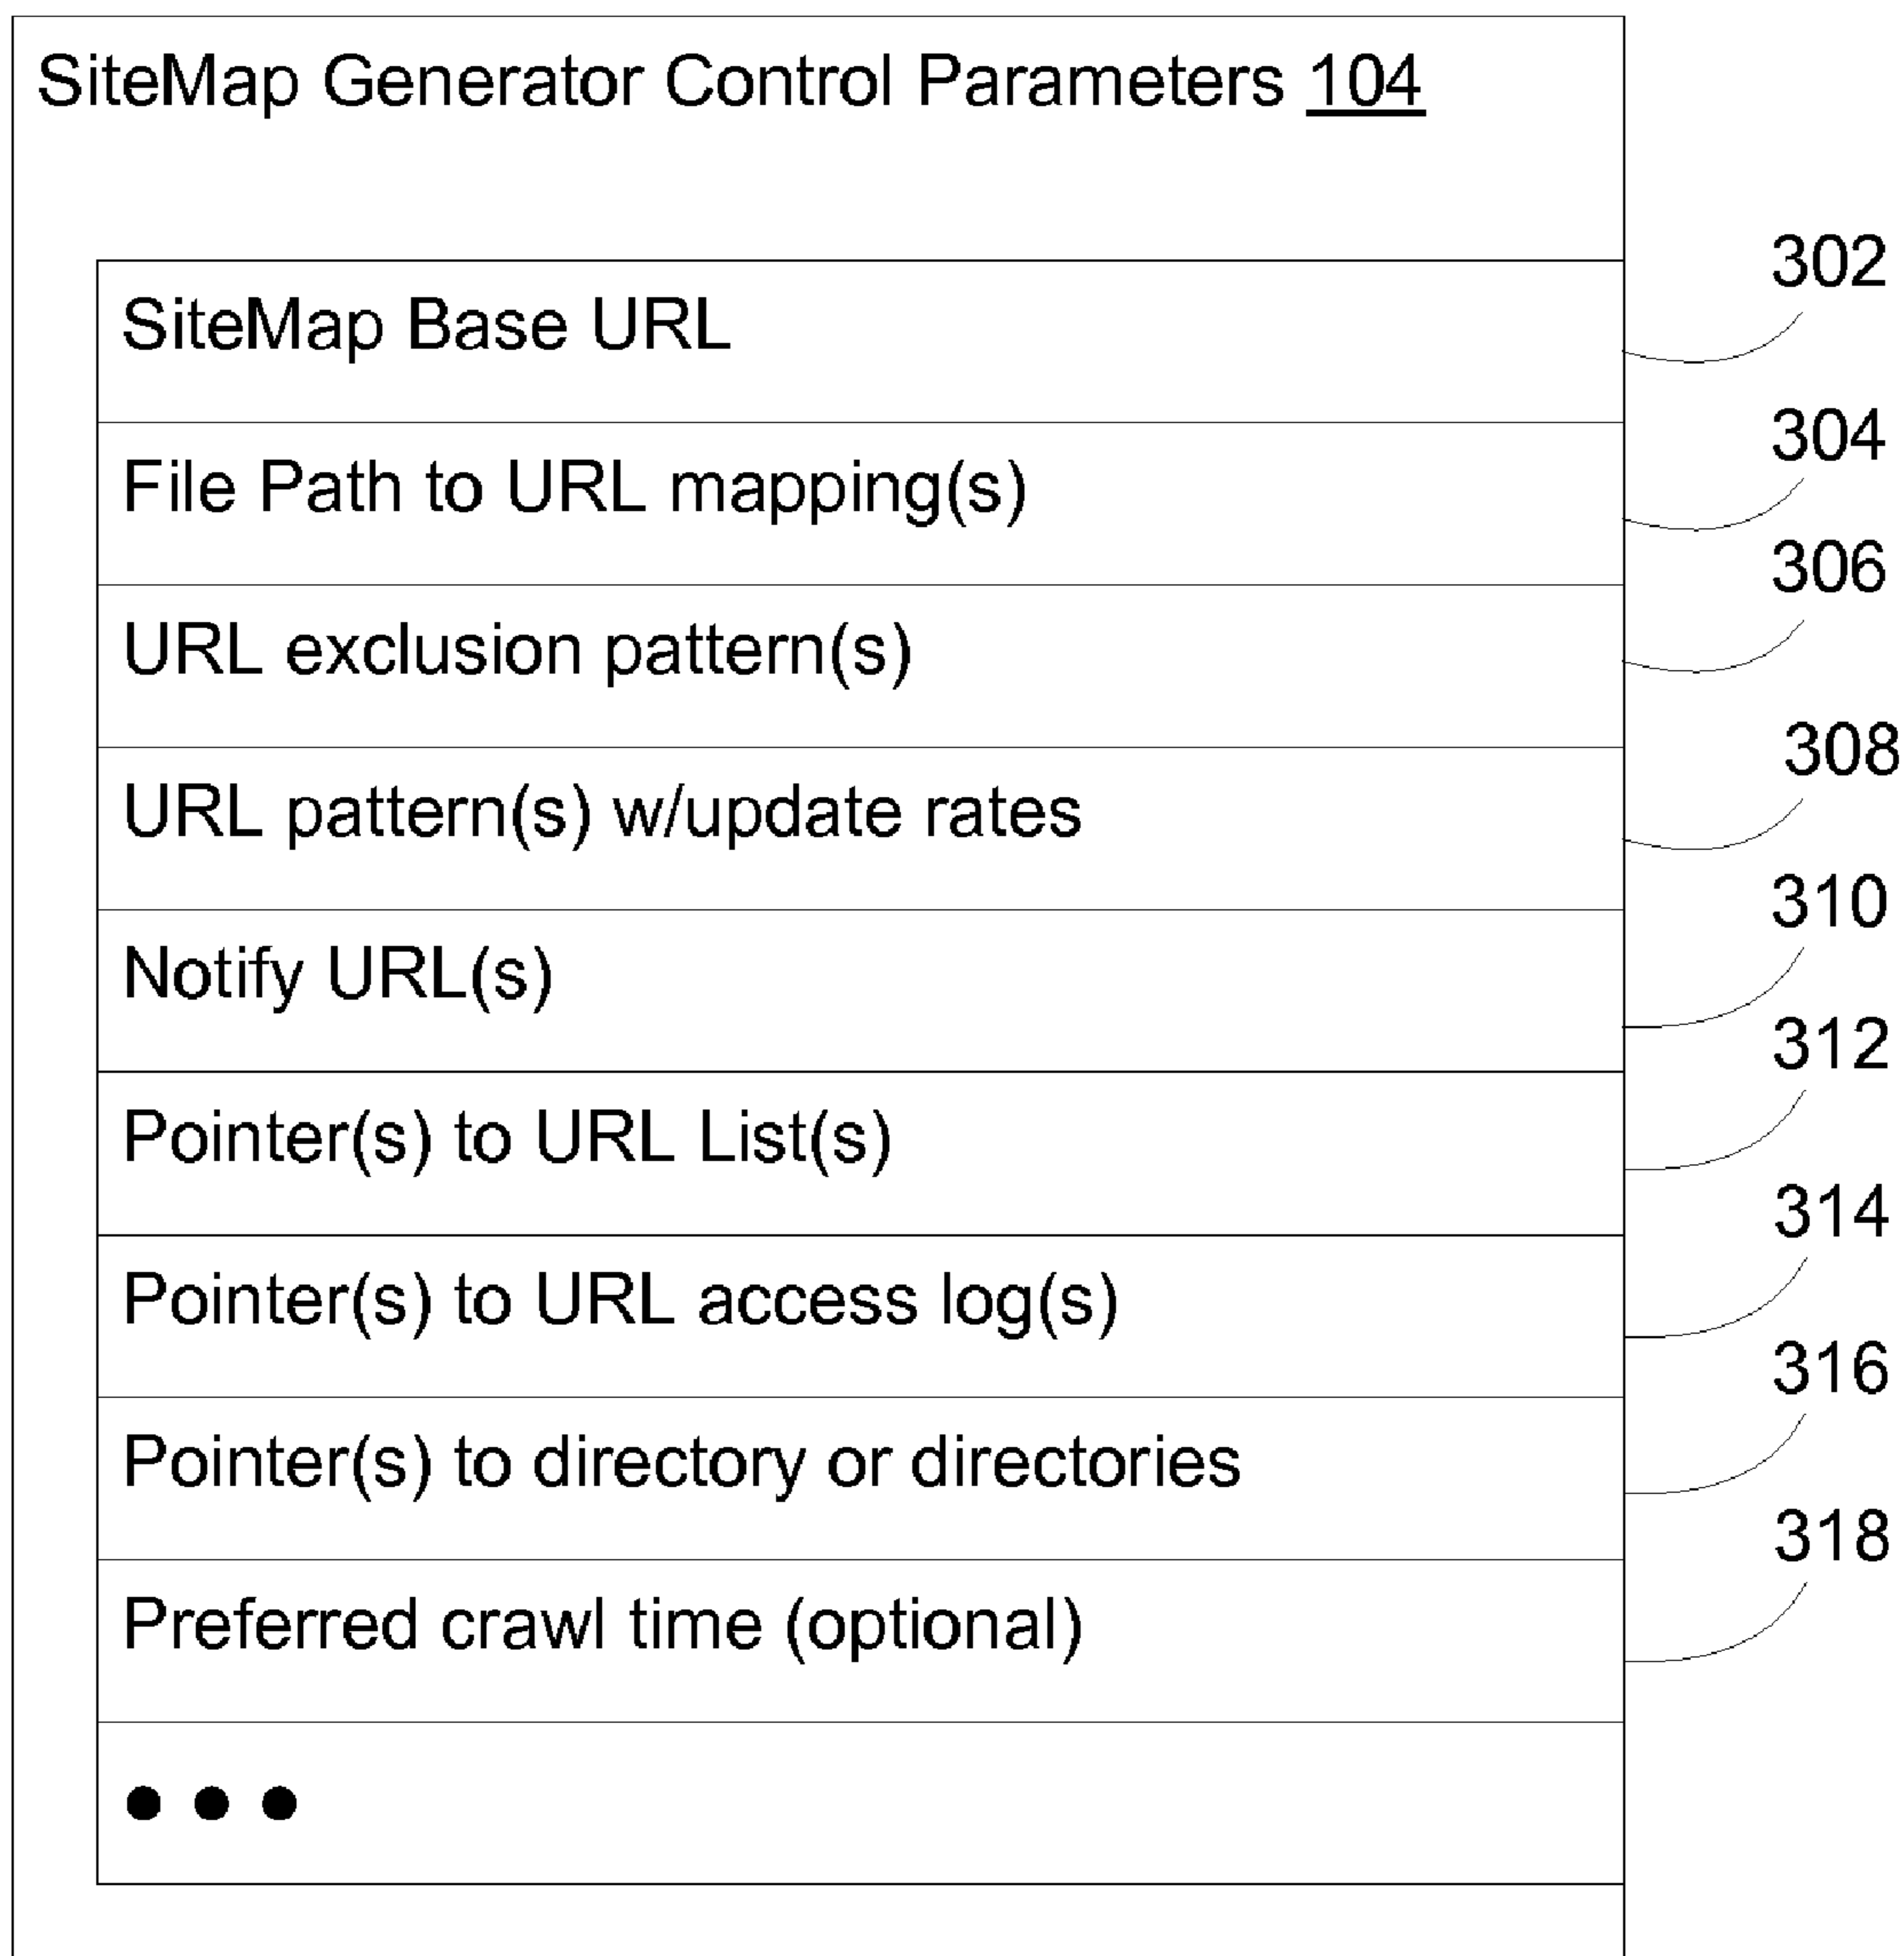 SiteMap Generator Control Parameters 104
302
SiteMap Base URL
304
File Path to URL mapping(s)
306
URL exclusion pattern(s)
308
URL pattern(s) w/update rates
310
Notify URL(s)
312
Pointer(s) to URL List(s)
314
Pointer(s) to URL access log(s)
316
Pointer(s) to directory or directories
318
Preferred crawl time (optional)
● ● ●